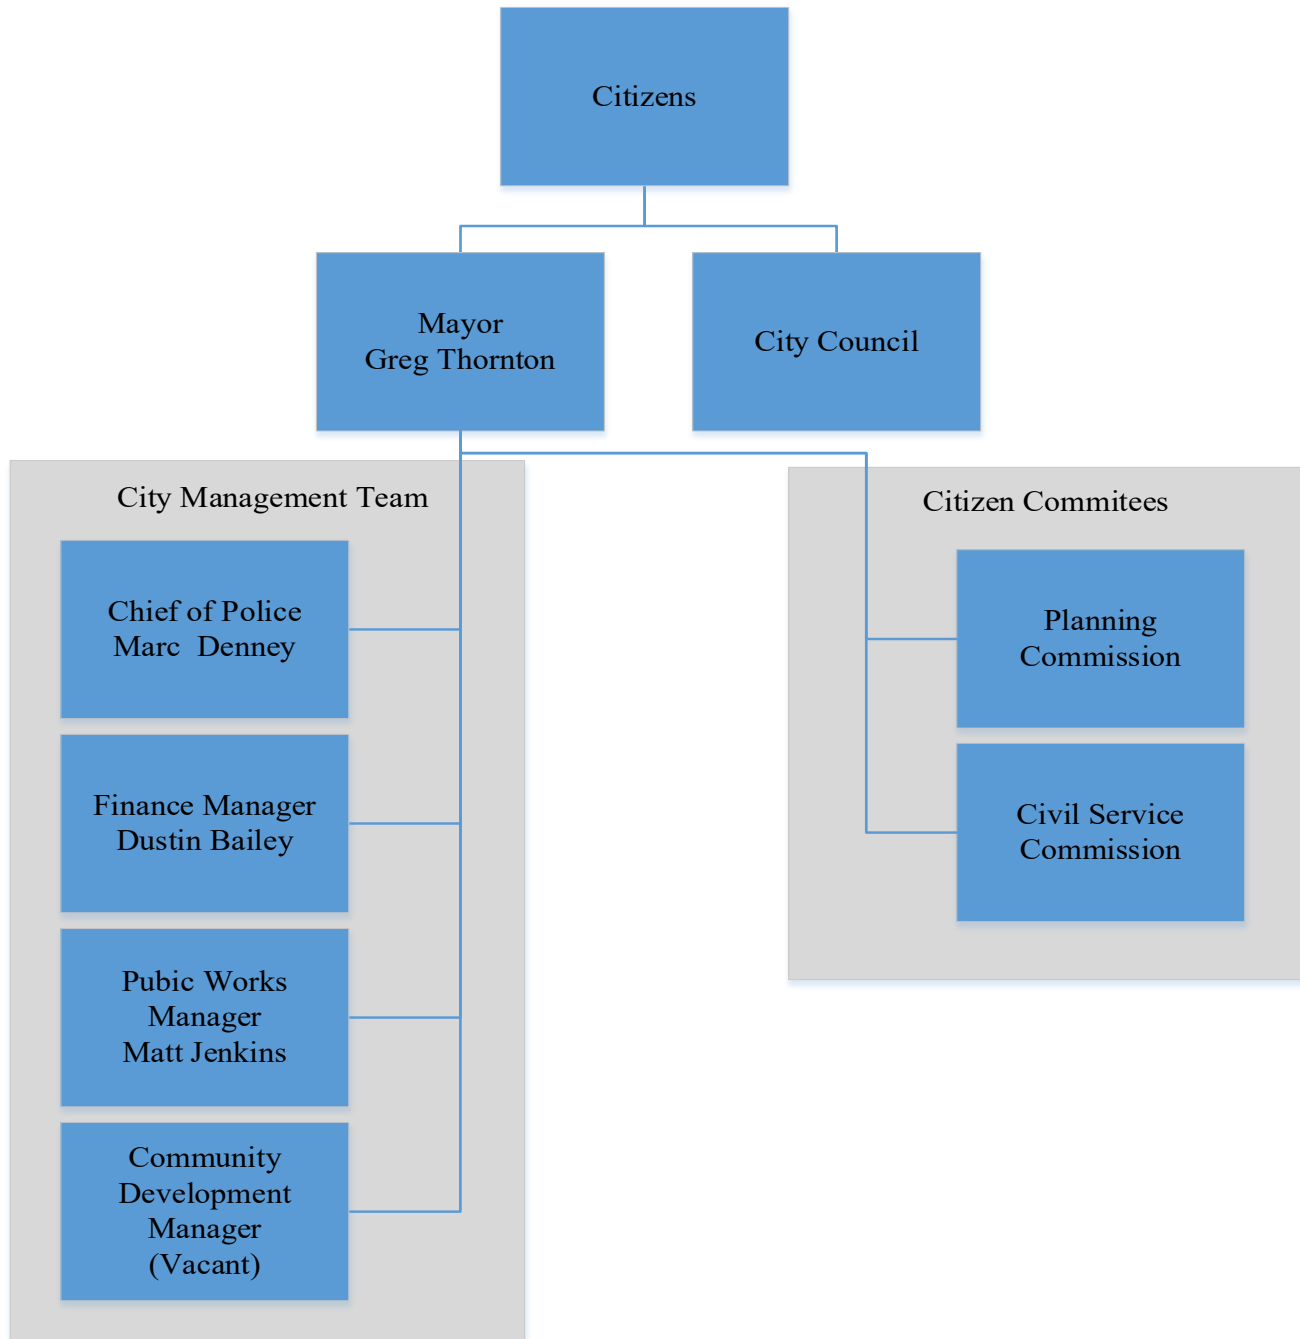 Citizens
Mayor
Greg Thornton
City Council
City Management Team
Chief of Police
Marc  Denney
Finance Manager
Dustin Bailey
Pubic Works
Manager
Matt Jenkins
Community
Development
Manager
(Vacant)
Citizen Commitees
Planning
Commission
Civil Service
Commission